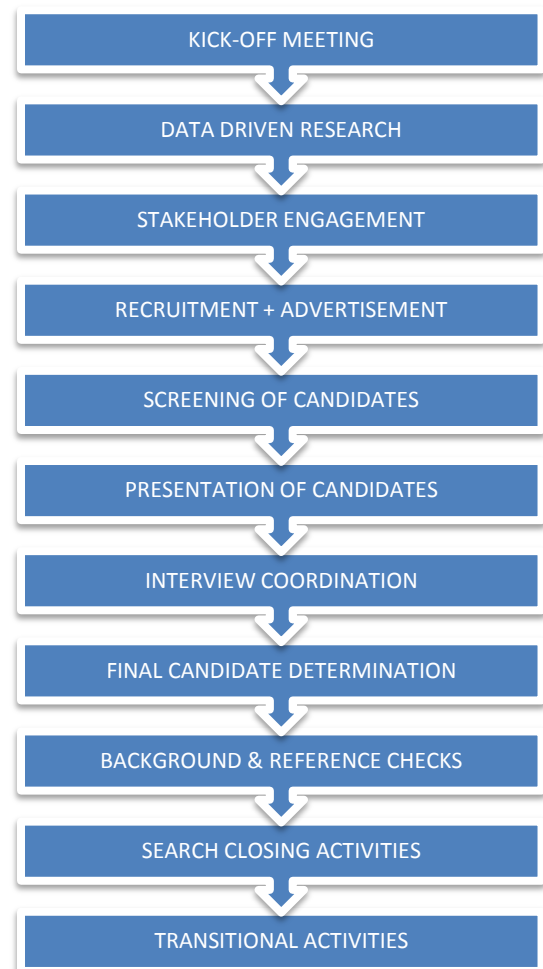 KICK-OFF MEETING
DATA DRIVEN RESEARCH
STAKEHOLDER ENGAGEMENT
RECRUITMENT + ADVERTISEMENT
SCREENING OF CANDIDATES
PRESENTATION OF CANDIDATES
INTERVIEW COORDINATION
FINAL CANDIDATE DETERMINATION
BACKGROUND & REFERENCE CHECKS
SEARCH CLOSING ACTIVITIES
TRANSITIONAL ACTIVITIES